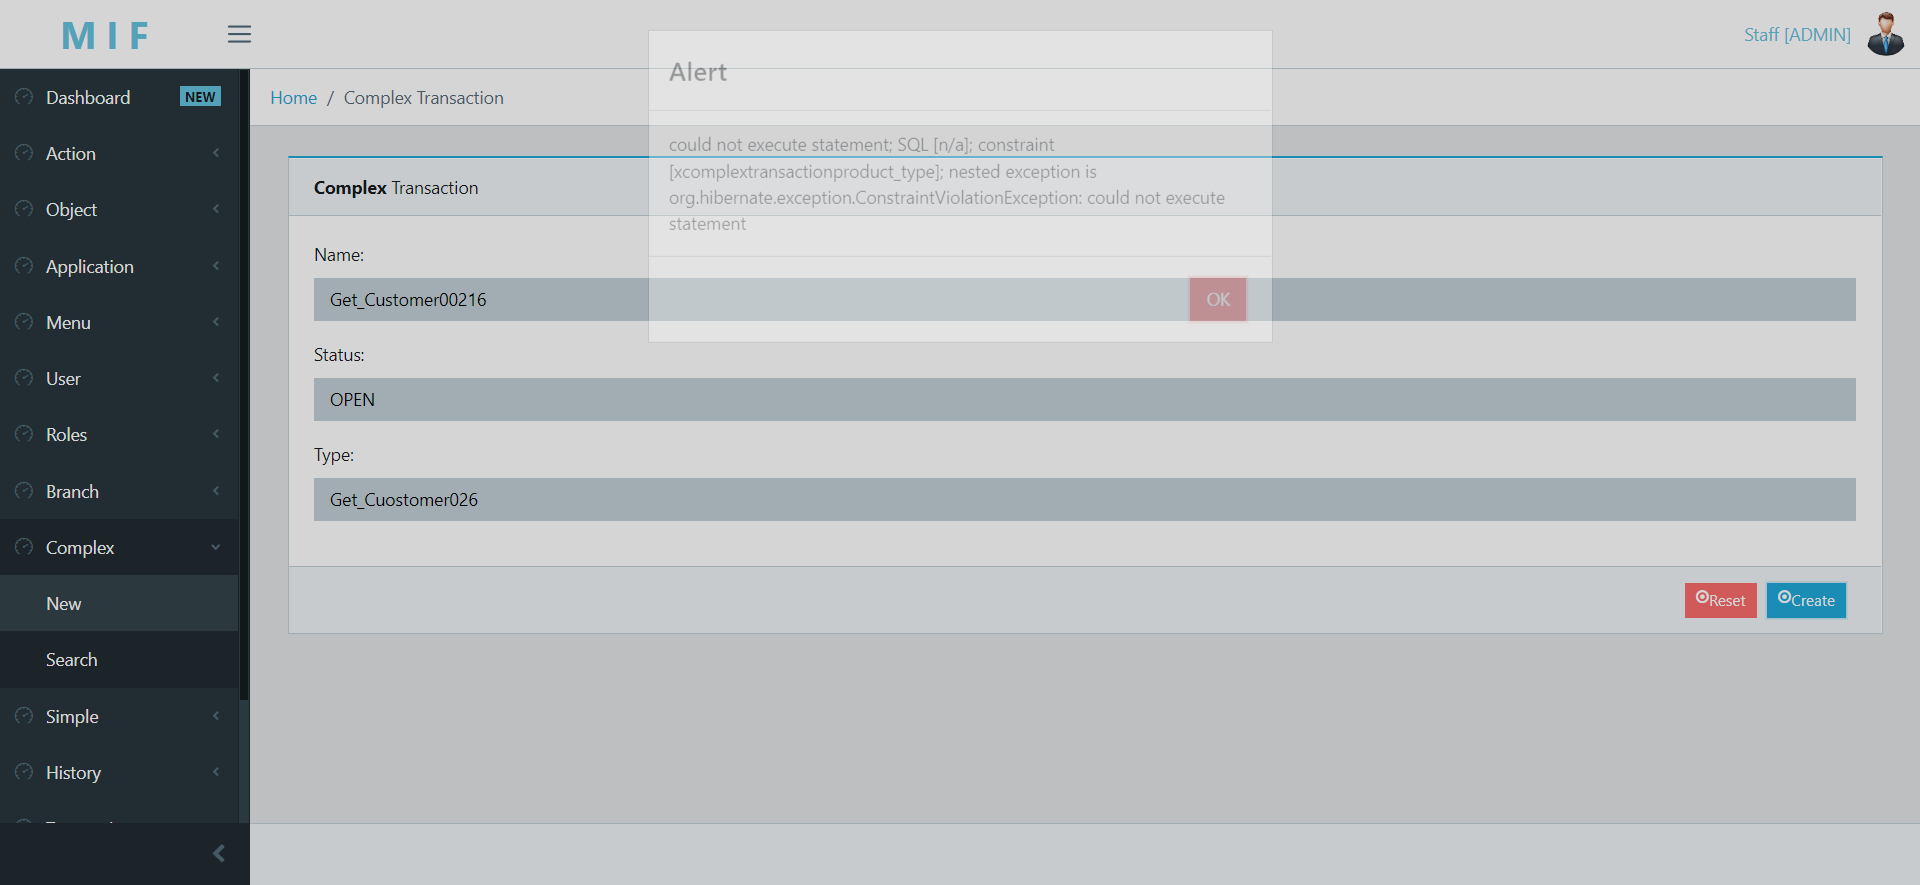 M I F
Staff [ADMIN]
Dashboard
NEW
Action
Object
Application
Menu
User
Roles
Branch
Complex
New
Search
Simple
History
Home / Complex Transaction
Complex Transaction
Name:
Get_Customer00216
Status:
OPEN
Type:
Get_Cuostomer026
Reset
Create
Alert
could not execute statement; SQL [n/a]; constraint
[xcomplextransactionproduct_type]; nested exception is
org.hibernate.exception.ConstraintViolationException: could not execute
statement
OK